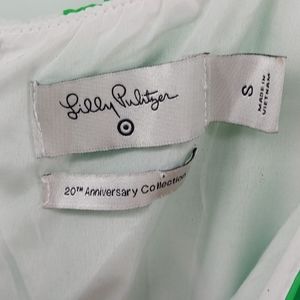 Lilly Pulitzer
S
MADE IN
VIETNAM
20TH Anniversary Collection